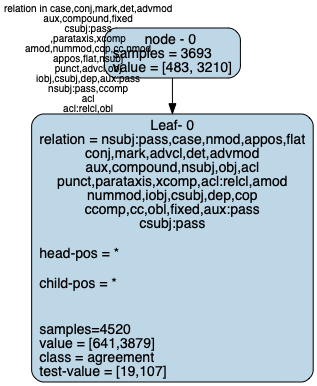 relation in case,conj,mark,det,advmod
aux,compound,fixed
csubj:pass
,parataxis,xcomp
amod,nummod,cop,cc,nmod
appos,flat,nsubj
punct,advcl,obj
iobj,csubj,dep,aux:pass
nsubj:pass,ccomp
acl
acl:relcl,obl
node - 0
samples = 3693
value = [483, 3210]
Leaf- 0
relation = nsubj:pass,case,nmod,appos,flat
conj,mark,advcl,det,advmod
aux,compound,nsubj,obj,acl
punct,parataxis,xcomp,acl:relcl,amod
nummod,iobj,csubj,dep,cop
ccomp,cc,obl,fixed,aux:pass
csubj:pass
head-pos = *
child-pos = *
samples=4520
value = [641,3879]
class = agreement
test-value = [19,107]